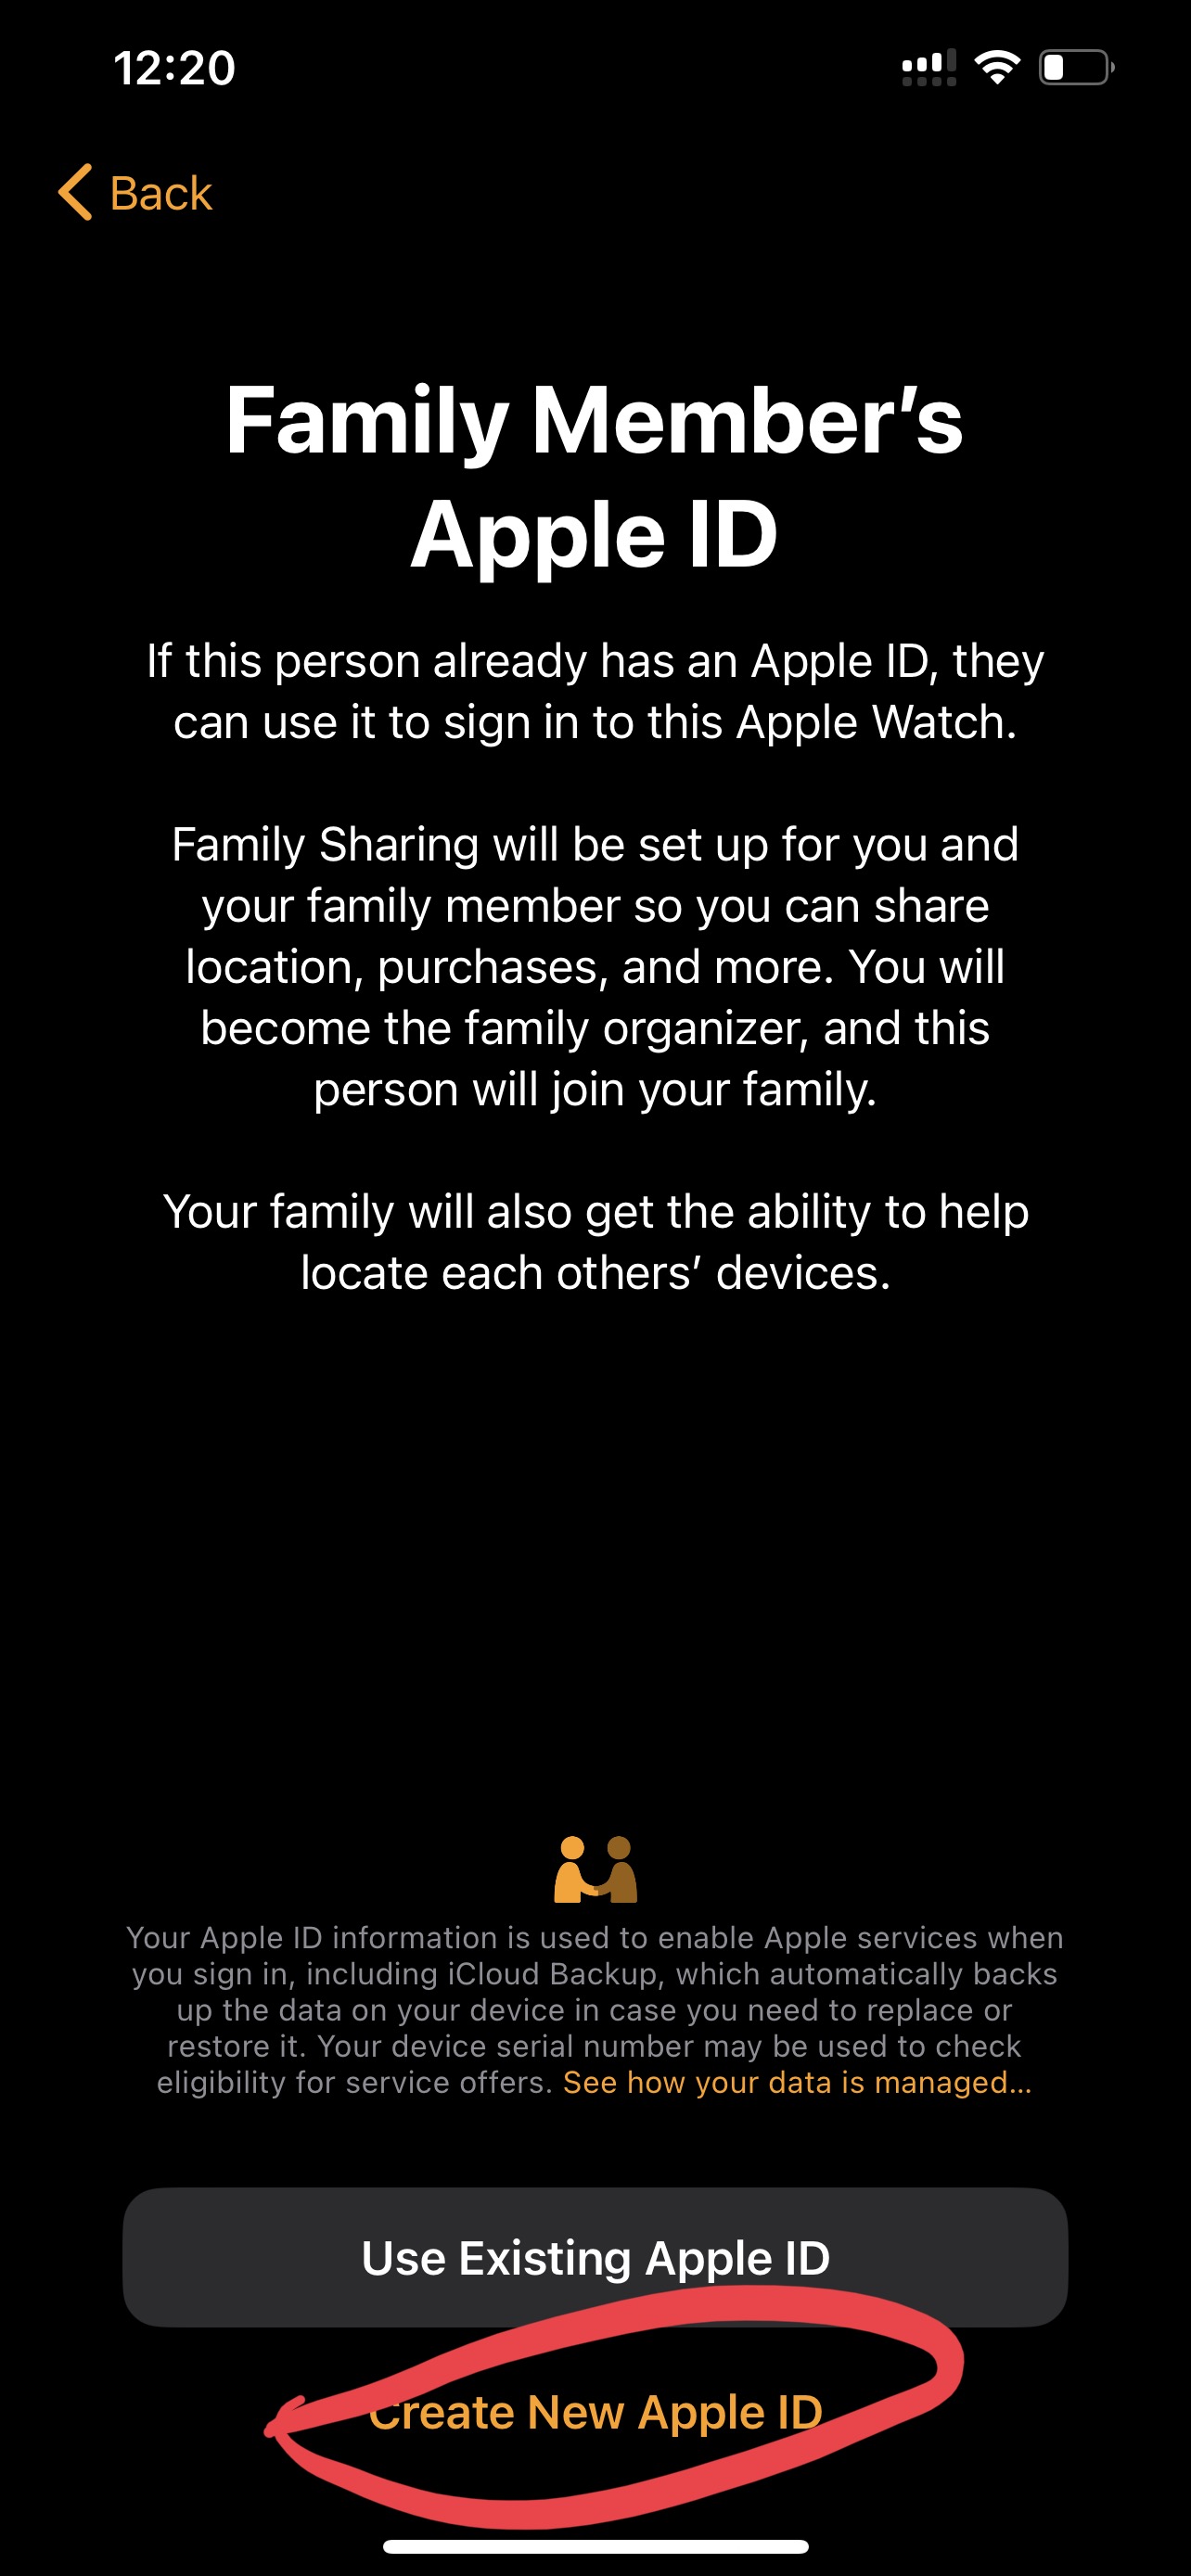 12:20
Back
Family Member’s
Apple ID
If this person already has an Apple ID, they
can use it to sign in to this Apple Watch.
Family Sharing will be set up for you and
your family member so you can share
location, purchases, and more. You will
become the family organizer, and this
person will join your family.
Your family will also get the ability to help
locate each others’ devices.
Your Apple ID information is used to enable Apple services when
you sign in, including iCloud Backup, which automatically backs
up the data on your device in case you need to replace or
restore it. Your device serial number may be used to check
eligibility for service offers. See how your data is managed...
Use Existing Apple ID
Create New Apple ID